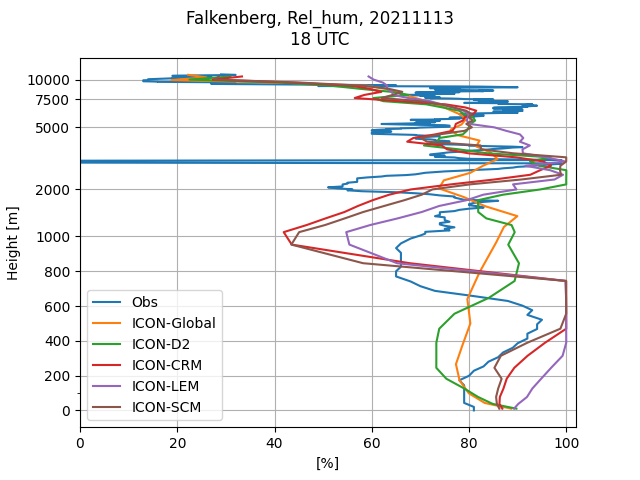 Falkenberg, Rel_hum, 20211113
18 UTC
10000
7500
5000
2000
1000
800
600
400
200
0
Height [m]
Obs
ICON-Global
ICON-D2
ICON-CRM
ICON-LEM
ICON-SCM
0 20 40 60 80 100
[%]